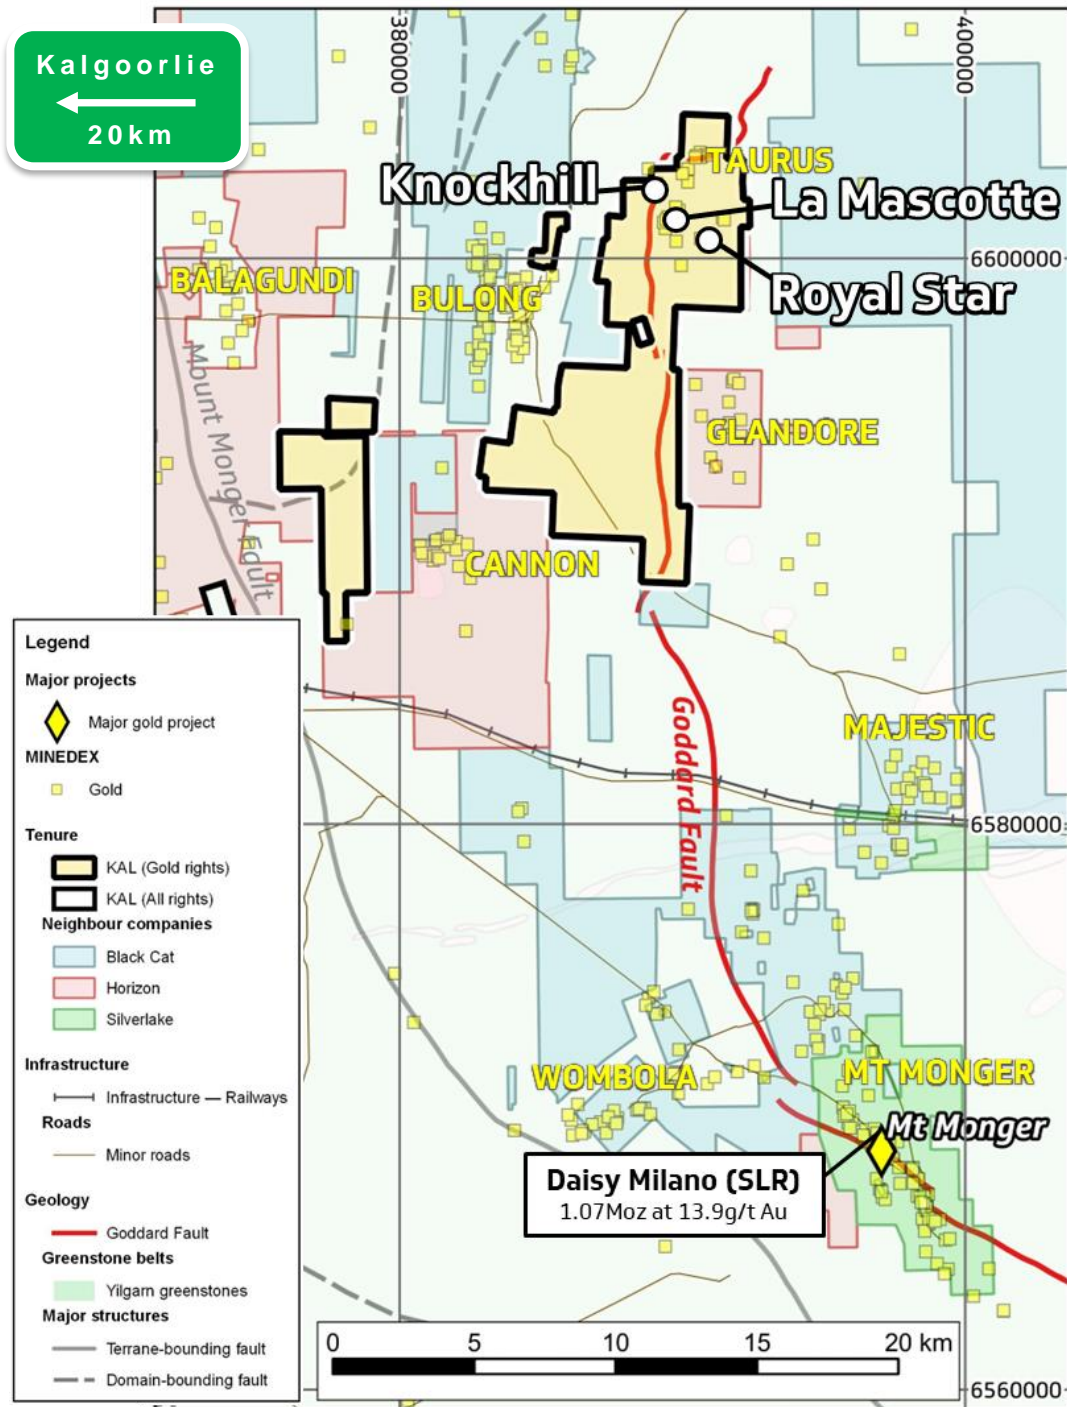 Kalgoorlie
20km
380000
400000
TAURUS
Knockhill
La Mascotte
6600000
BALAGUNDI
BULONG
Royal Star
Mount Monger Fault
GLANDORE
CANNON
Legend
Major projects
Major gold project
MINEDEX
Gold
Tenure
KAL (Gold rights)
KAL (All rights)
Neighbour companies
Black Cat
Horizon
Silverlake
Infrastructure
Infrastructure — Railways
Roads
Minor roads
Geology
Goddard Fault
Greenstone belts
Yilgarn greenstones
Major structures
Terrane-bounding fault
Domain-bounding fault
Goddard Fault
MAJESTIC
6580000
WOMBOLA
MT MONGER
Mt Monger
Daisy Milano (SLR)
1.07Moz at 13.9g/t Au
0 5 10 15 20 km
6560000